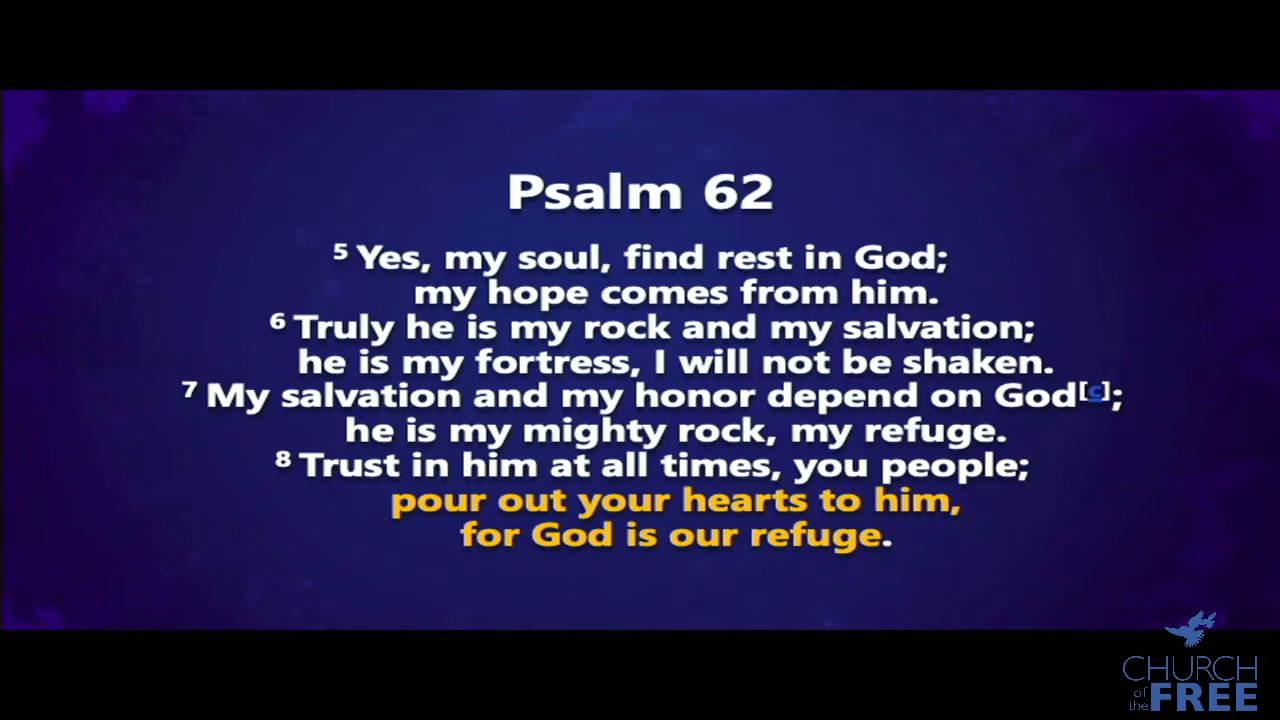 Psalm 62
5 Yes, my soul, find rest in God;
my hope comes from him.
6 Truly he is my rock and my salvation;
he is my fortress, I will not be shaken.
7 My salvation and my honor depend on God[c];
he is my mighty rock, my refuge.
8 Trust in him at all times, you people;
pour out your hearts to him,
for God is our refuge.
CHURCH
of the FREE